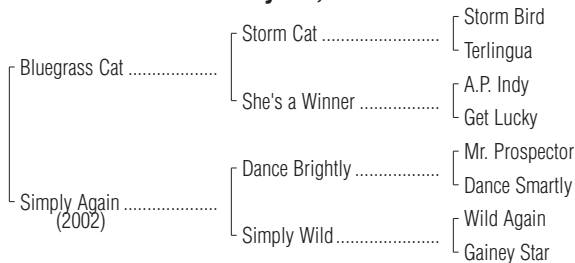 Storm Bird
Storm Cat ..........................
Terlingua
Bluegrass Cat ...................
A.P. Indy
She's a Winner ..................
Get Lucky
Mr. Prospector
Dance Brightly ..................
Dance Smartly
Simply Again ....................
(2002)
Wild Again
Simply Wild ......................
Gainey Star